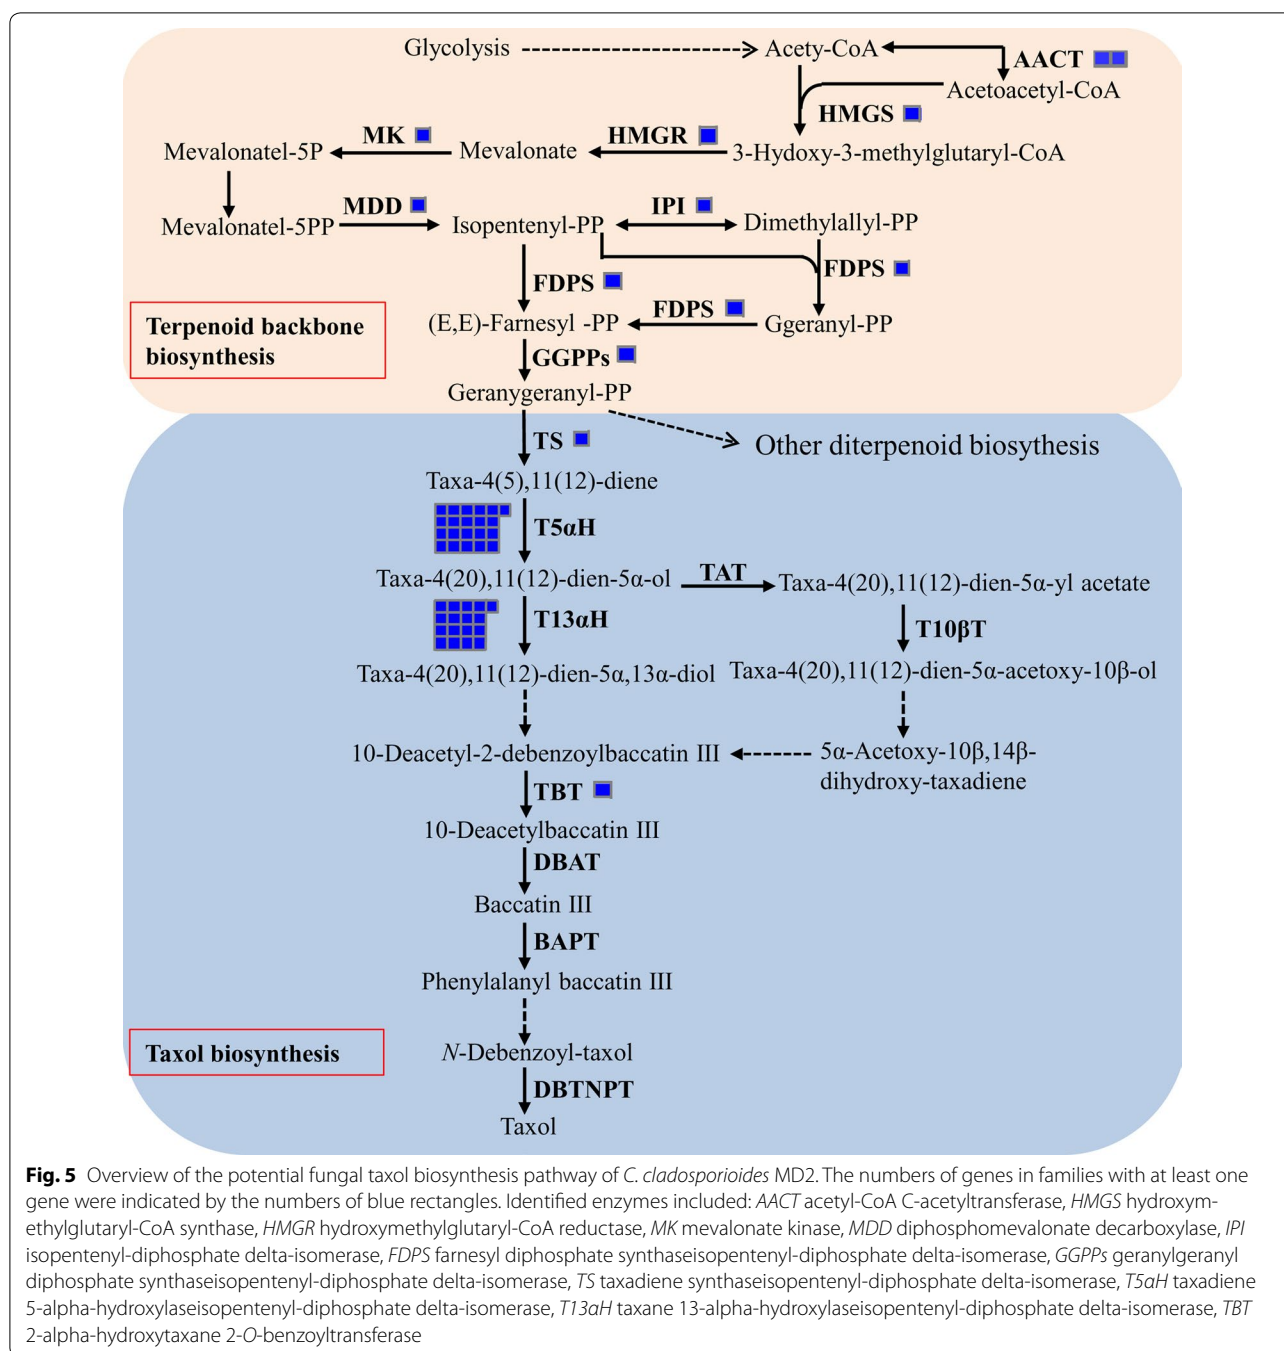 Glycolysis
Acety-CoA
AACT
Acetoacetyl-CoA
HMGS
MK
HMGR
Mevalonatel-5P
Mevalonate
3-Hydoxy-3-methylglutaryl-CoA
MDD
IPI
Mevalonatel-5PP
Isopentenyl-PP
Dimethylallyl-PP
FDPS
FDPS
FDPS
(E,E)-Farnesyl -PP
Ggeranyl-PP
Terpenoid backbone
biosynthesis
GGPPs
Geranygeranyl-PP
TS
Other diterpenoid biosythesis
Taxa-4(5),11(12)-diene
T5αH
Taxa-4(20),11(12)-dien-5α-ol
TAT
Taxa-4(20),11(12)-dien-5α-yl acetate
T13αH
T10βT
Taxa-4(20),11(12)-dien-5α,13α-diol
Taxa-4(20),11(12)-dien-5α-acetoxy-10β-ol
10-Deacetyl-2-debenzoylbaccatin III
5α-Acetoxy-10β,14β-
dihydroxy-taxadiene
TBT
10-Deacetylbaccatin III
DBAT
Baccatin III
BAPT
Phenylalanyl baccatin III
Taxol biosynthesis
N-Debenzoyl-taxol
DBTNPT
Taxol
Fig. 5 Overview of the potential fungal taxol biosynthesis pathway of C. cladosporioides MD2. The numbers of genes in families with at least one
gene were indicated by the numbers of blue rectangles. Identified enzymes included: AACT acetyl-CoA C-acetyltransferase, HMGS hydroxym-
ethylglutaryl-CoA synthase, HMGR hydroxymethylglutaryl-CoA reductase, MK mevalonate kinase, MDD diphosphomevalonate decarboxylase, IPI
isopentenyl-diphosphate delta-isomerase, FDPS farnesyl diphosphate synthaseisopentenyl-diphosphate delta-isomerase, GGPPs geranylgeranyl
diphosphate synthaseisopentenyl-diphosphate delta-isomerase, TS taxadiene synthaseisopentenyl-diphosphate delta-isomerase, T5αH taxadiene
5-alpha-hydroxylaseisopentenyl-diphosphate delta-isomerase, T13αH taxane 13-alpha-hydroxylaseisopentenyl-diphosphate delta-isomerase, TBT
2-alpha-hydroxytaxane 2-O-benzoyltransferase